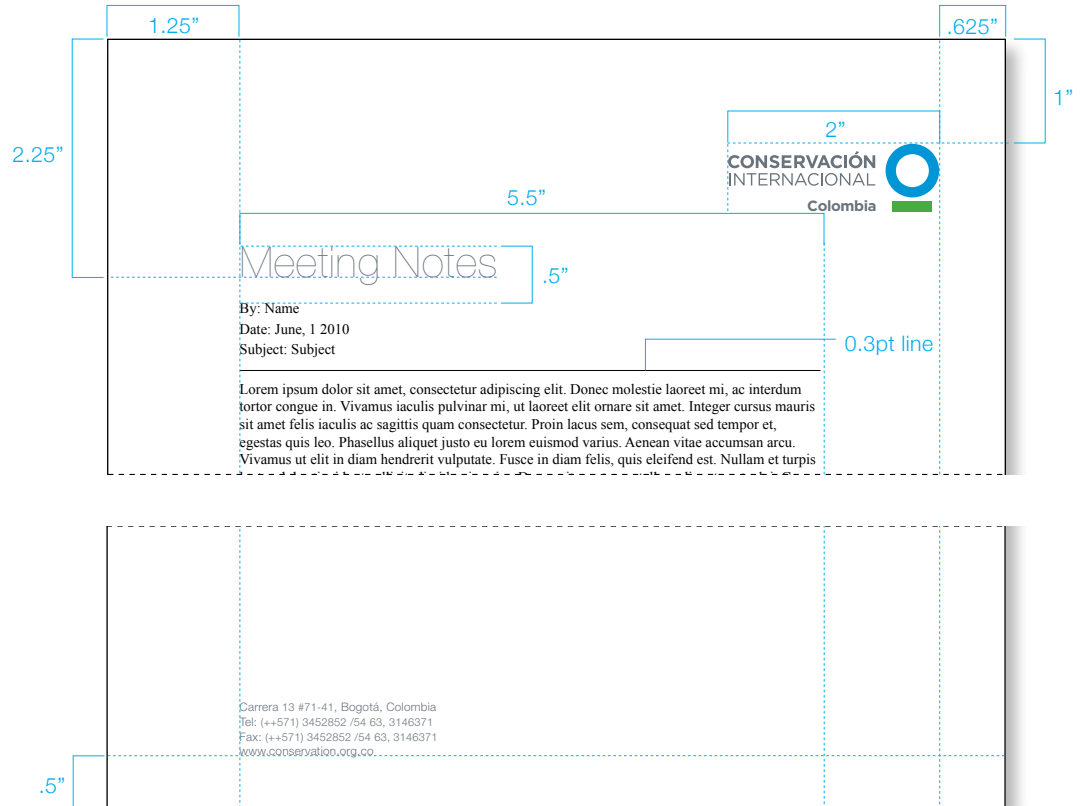 1.25”
.625”
1”
2.25”
2”
CONSERVACIÓN
INTERNACIONAL
Colombia
5.5”
Meeting Notes
.5”
By: Name
Date: June, 1 2010
Subject: Subject
0.3pt line
Lorem ipsum dolor sit amet, consectetur adipiscing elit. Donec molestie laoreet mi, ac interdum
tortor congue in. Vivamus iaculis pulvinar mi, ut laoreet elit ornare sit amet. Integer cursus mauris
sit amet felis iaculis ac sagittis quam consectetur. Proin lacus sem, consequat sed tempor et,
egestas quis leo. Phasellus aliquet justo eu lorem euismod varius. Aenean vitae accumsan arcu.
Vivamus ut elit in diam hendrerit vulputate. Fusce in diam felis, quis eleifend est. Nullam et turpis
Carrera 13 #71-41, Bogotá, Colombia
Tel: (++571) 3452852 /54 63, 3146371
Fax: (++571) 3452852 /54 63, 3146371
www.conservation.org.co
.5”